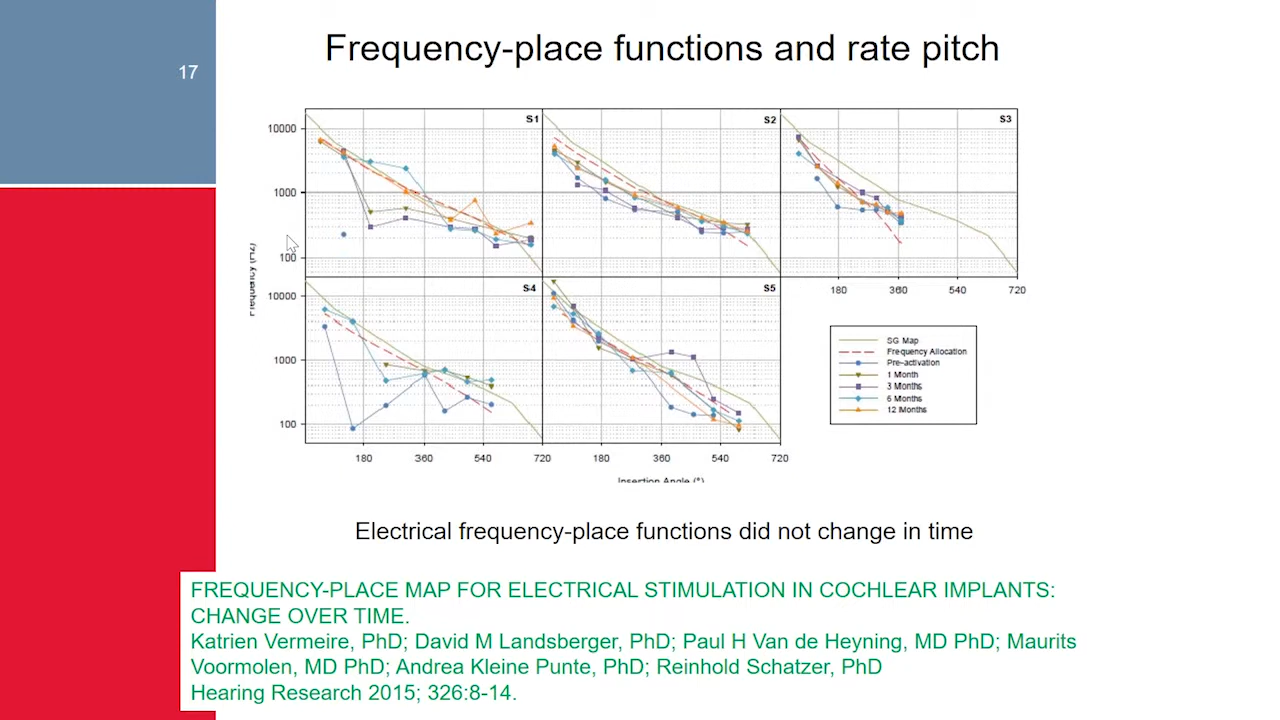 17
Frequency-place functions and rate pitch
S1
S2
S3
10000
1000
100
Frequency (Hz)
180
360
540
720
S4
S5
10000
1000
100
180
360
540
720
180
360
540
720
Insertion Angle (°)
SG Map
Frequency Allocation
Pre-activation
1 Month
3 Months
6 Months
12 Months
Electrical frequency-place functions did not change in time
FREQUENCY-PLACE MAP FOR ELECTRICAL STIMULATION IN COCHLEAR IMPLANTS:
CHANGE OVER TIME.
Katrien Vermeire, PhD; David M Landsberger, PhD; Paul H Van de Heyning, MD PhD; Maurits
Voormolen, MD PhD; Andrea Kleine Punte, PhD; Reinhold Schatzer, PhD
Hearing Research 2015; 326:8-14.